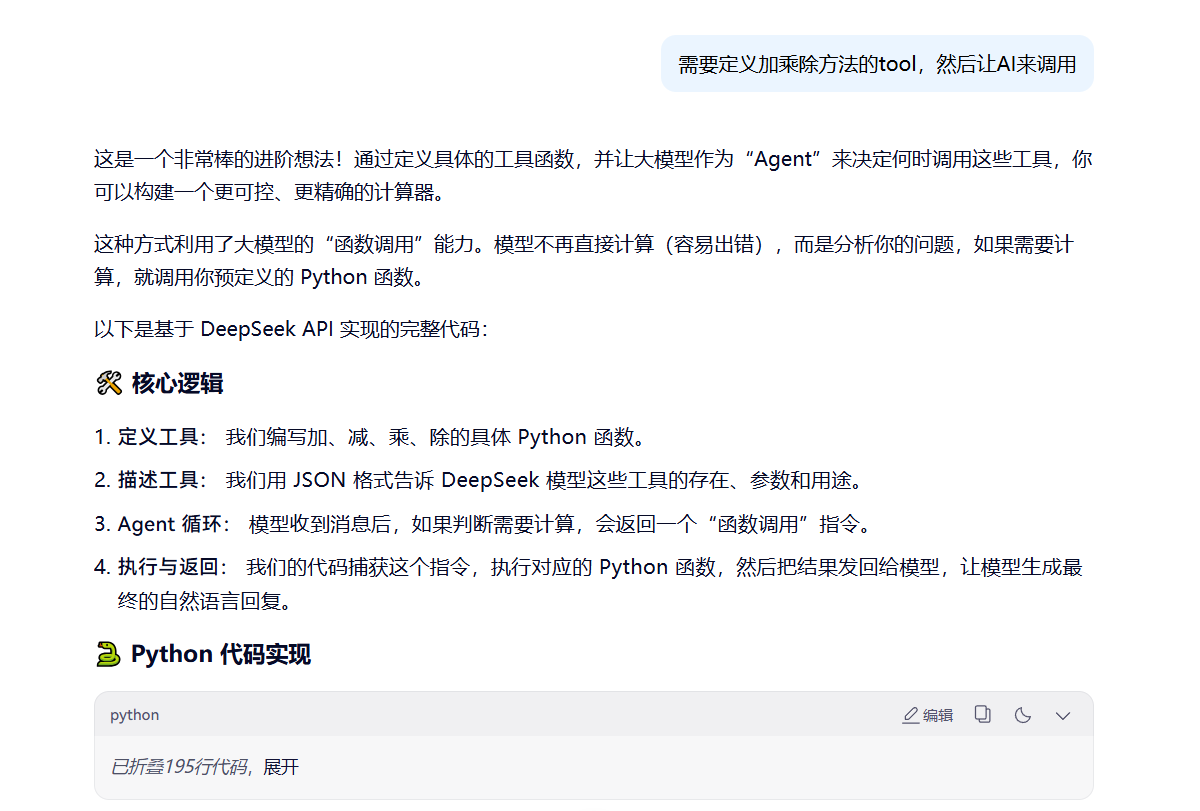 需要定义加乘除方法的tool，然后让AI来调用
这是一个非常棒的进阶想法！通过定义具体的工具函数，并让大模型作为“Agent”来决定何时调用这些工具，你
可以构建一个更可控、更精确的计算器。
这种方式利用了大模型的“函数调用”能力。模型不再直接计算（容易出错），而是分析你的问题，如果需要计
算，就调用你预定义的 Python 函数。
以下是基于 DeepSeek API 实现的完整代码：
🛠️ 核心逻辑
1. 定义工具： 我们编写加、减、乘、除的具体 Python 函数。
2. 描述工具： 我们用 JSON 格式告诉 DeepSeek 模型这些工具的存在、参数和用途。
3. Agent 循环： 模型收到消息后，如果判断需要计算，会返回一个“函数调用”指令。
4. 执行与返回： 我们的代码捕获这个指令，执行对应的 Python 函数，然后把结果发回给模型，让模型生成最
终的自然语言回复。
🐍 Python 代码实现
python 编辑
已折叠195行代码，展开